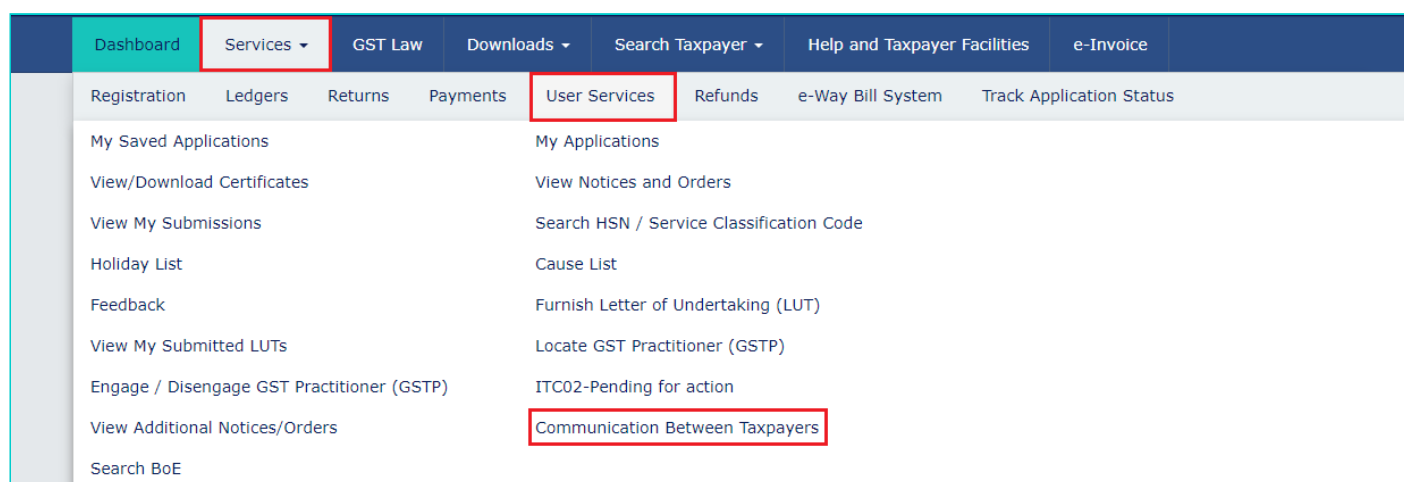 Dashboard Services GST Law Downloads Search Taxpayer Help and Taxpayer Facilities e-Invoice
Registration Ledgers Returns Payments User Services Refunds e-Way Bill System Track Application Status
My Saved Applications My Applications
View/Download Certificates View Notices and Orders
View My Submissions Search HSN / Service Classification Code
Holiday List Cause List
Feedback Furnish Letter of Undertaking (LUT)
View My Submitted LUTs Locate GST Practitioner (GSTP)
Engage / Disengage GST Practitioner (GSTP) ITC02-Pending for action
View Additional Notices/Orders Communication Between Taxpayers
Search BoE